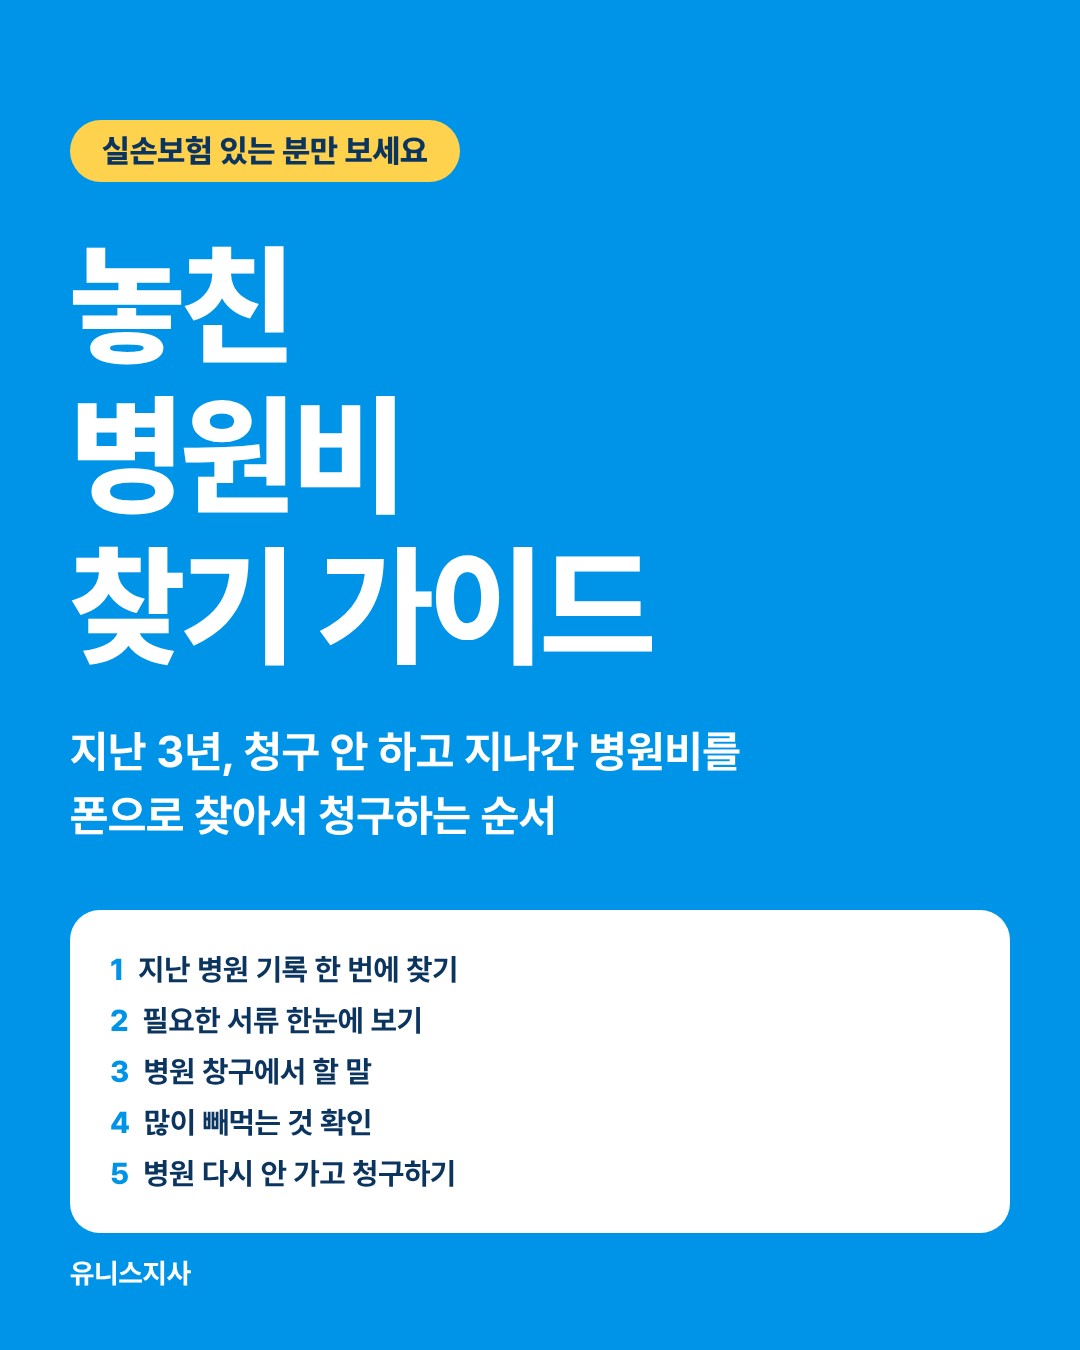 실손보험 있는 분만 보세요
놓친
병원비
찾기 가이드
지난 3년, 청구 안 하고 지나간 병원비를
폰으로 찾아서 청구하는 순서
1 지난 병원 기록 한 번에 찾기
2 필요한 서류 한눈에 보기
3 병원 창구에서 할 말
4 많이 빼먹는 것 확인
5 병원 다시 안 가고 청구하기
유니스지사